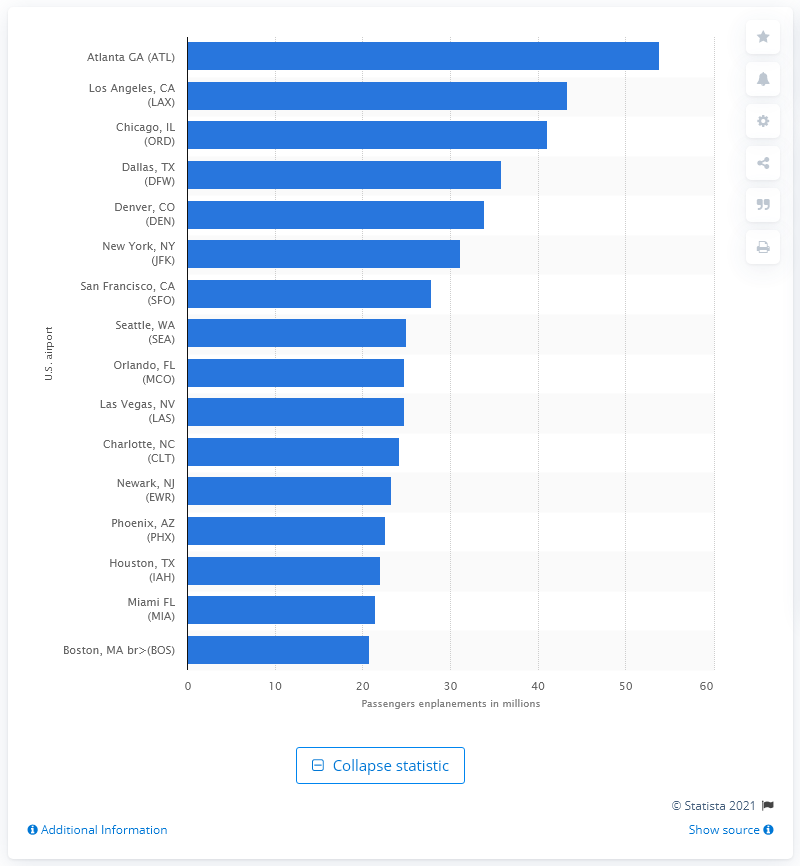 Atlanta GA (ATL)
Los Angeles, CA
(LAX)
Chicago, IL
(ORD)
Dallas, TX
(DFW)
Denver, CO
(DEN)
New York, NY
(JFK)
San Francisco, CA
(SFO)
Seattle, WA
(SEA)
Orlando, FL
(MCO)
Las Vegas, NV
(LAS)
Charlotte, NC
(CLT)
Newark, NJ
(EWR)
Phoenix, AZ
(PHX)
Houston, TX
(IAH)
Miami FL
(MIA)
Boston, MA br>(BOS)
U.S. airport
0 10 20 30 40 50 60
Passengers enplanements in millions
Collapse statistic
© Statista 2021
Additional Information
Show source